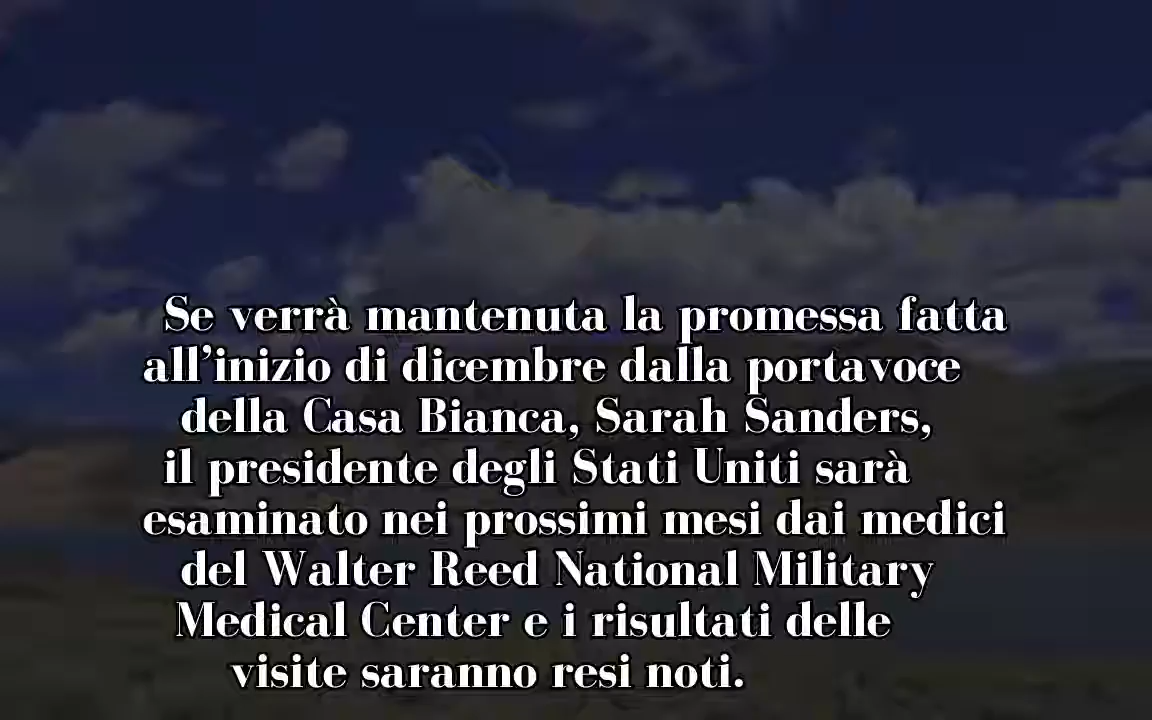 Se verrà mantenuta la promessa fatta
all’inizio di dicembre dalla portavoce
della Casa Bianca, Sarah Sanders,
il presidente degli Stati Uniti sarà
esaminato nei prossimi mesi dai medici
del Walter Reed National Military
Medical Center e i risultati delle
visite saranno resi noti.